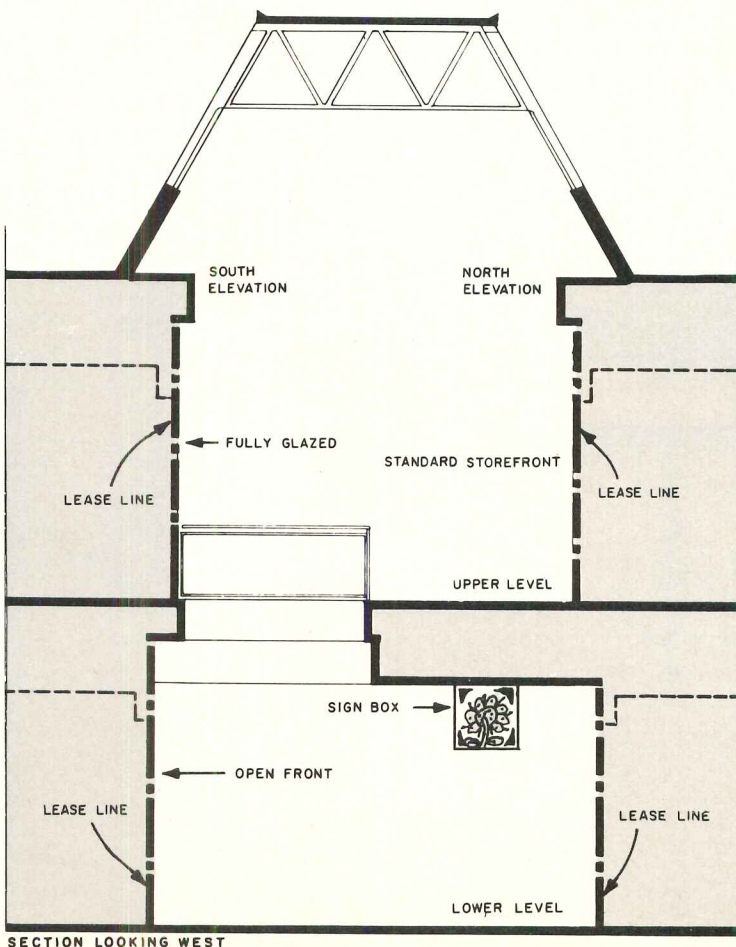 SOUTH
ELEVATION
NORTH
ELEVATION
FULLY GLAZED
STANDARD STOREFRONT
LEASE LINE
LEASE LINE
UPPER LEVEL
SIGN BOX
OPEN FRONT
LEASE LINE
LEASE LINE
LOWER LEVEL
SECTION LOOKING WEST